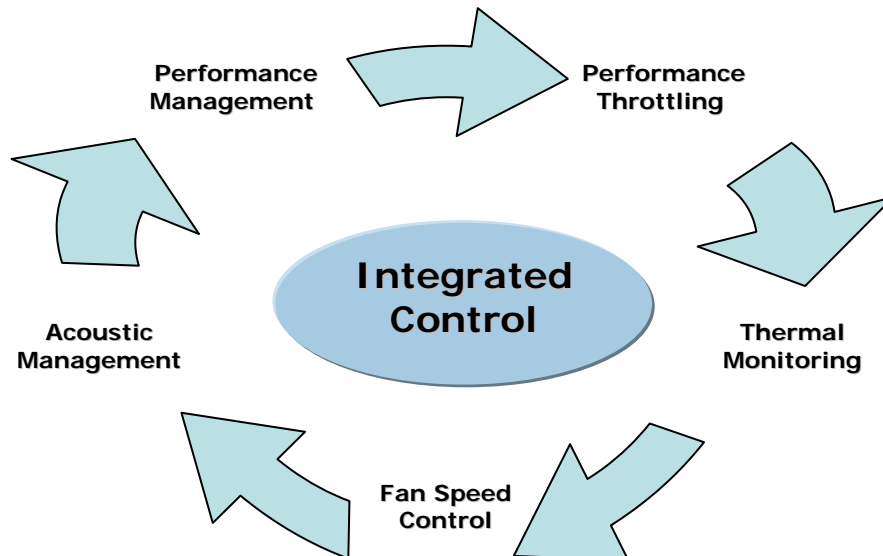 Performance
Management
Performance
Throttling
Integrated
Control
Acoustic
Management
Thermal
Monitoring
Fan Speed
Control